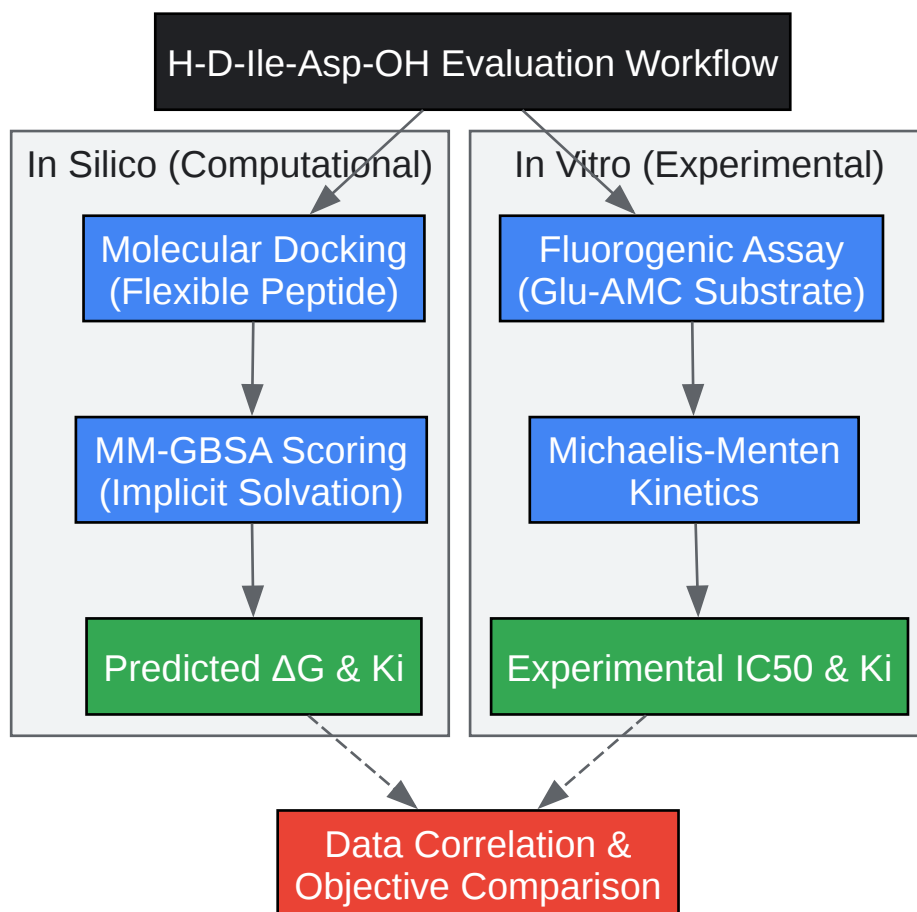 H-D-Ile-Asp-OH Evaluation Workflow
In Silico (Computational)
Molecular Docking
(Flexible Peptide)
MM-GBSA Scoring
(Implicit Solvation)
Predicted ΔG & Ki
In Vitro (Experimental)
Fluorogenic Assay
(Glu-AMC Substrate)
Michaelis-Menten
Kinetics
Experimental IC50 & Ki
Data Correlation &
Objective Comparison